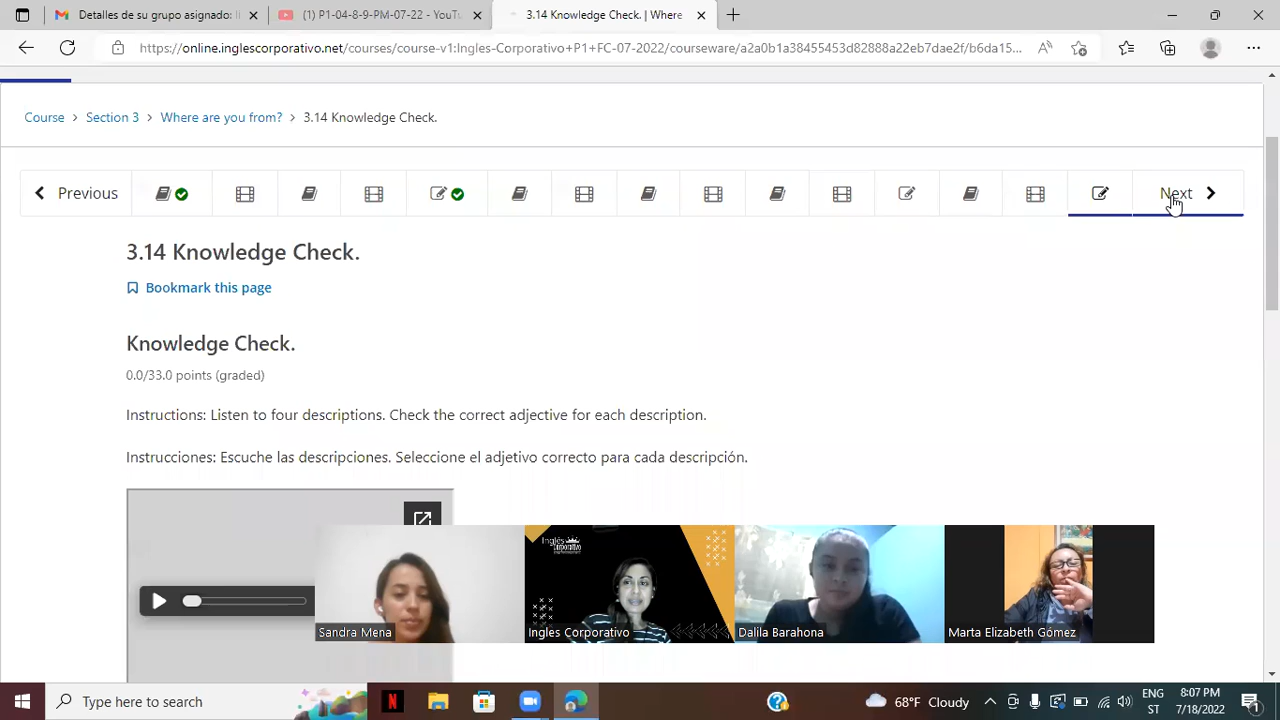 Detalles de grupo asignado: li
(1) P1-04-8-9-PM-07-22 - YouTu
3.14 Knowledge Check. | Where
https://online.inglescorporativo.net/courses/course-v1:Ingles-Corporativo+P1+FC-07-2022/courseware/a2a0b1a38455453d82888a22eb7dae2f/b6da15...
Course > Section 3 > Where are you from? > 3.14 Knowledge Check.
Previous
Next
3.14 Knowledge Check.
Bookmark this page
Knowledge Check.
0.0/33.0 points (graded)
Instructions: Listen to four descriptions. Check the correct adjective for each description.
Instrucciones: Escuche las descripciones. Seleccione el adjetivo correcto para cada descripción.
Inglés
Corporativo
Sandra Mena
Ingles Corporativo
Dalila Barahona
Marta Elizabeth Gómez
Type here to search
N
68°F Cloudy
ENG
ST
8:07 PM
7/18/2022
1